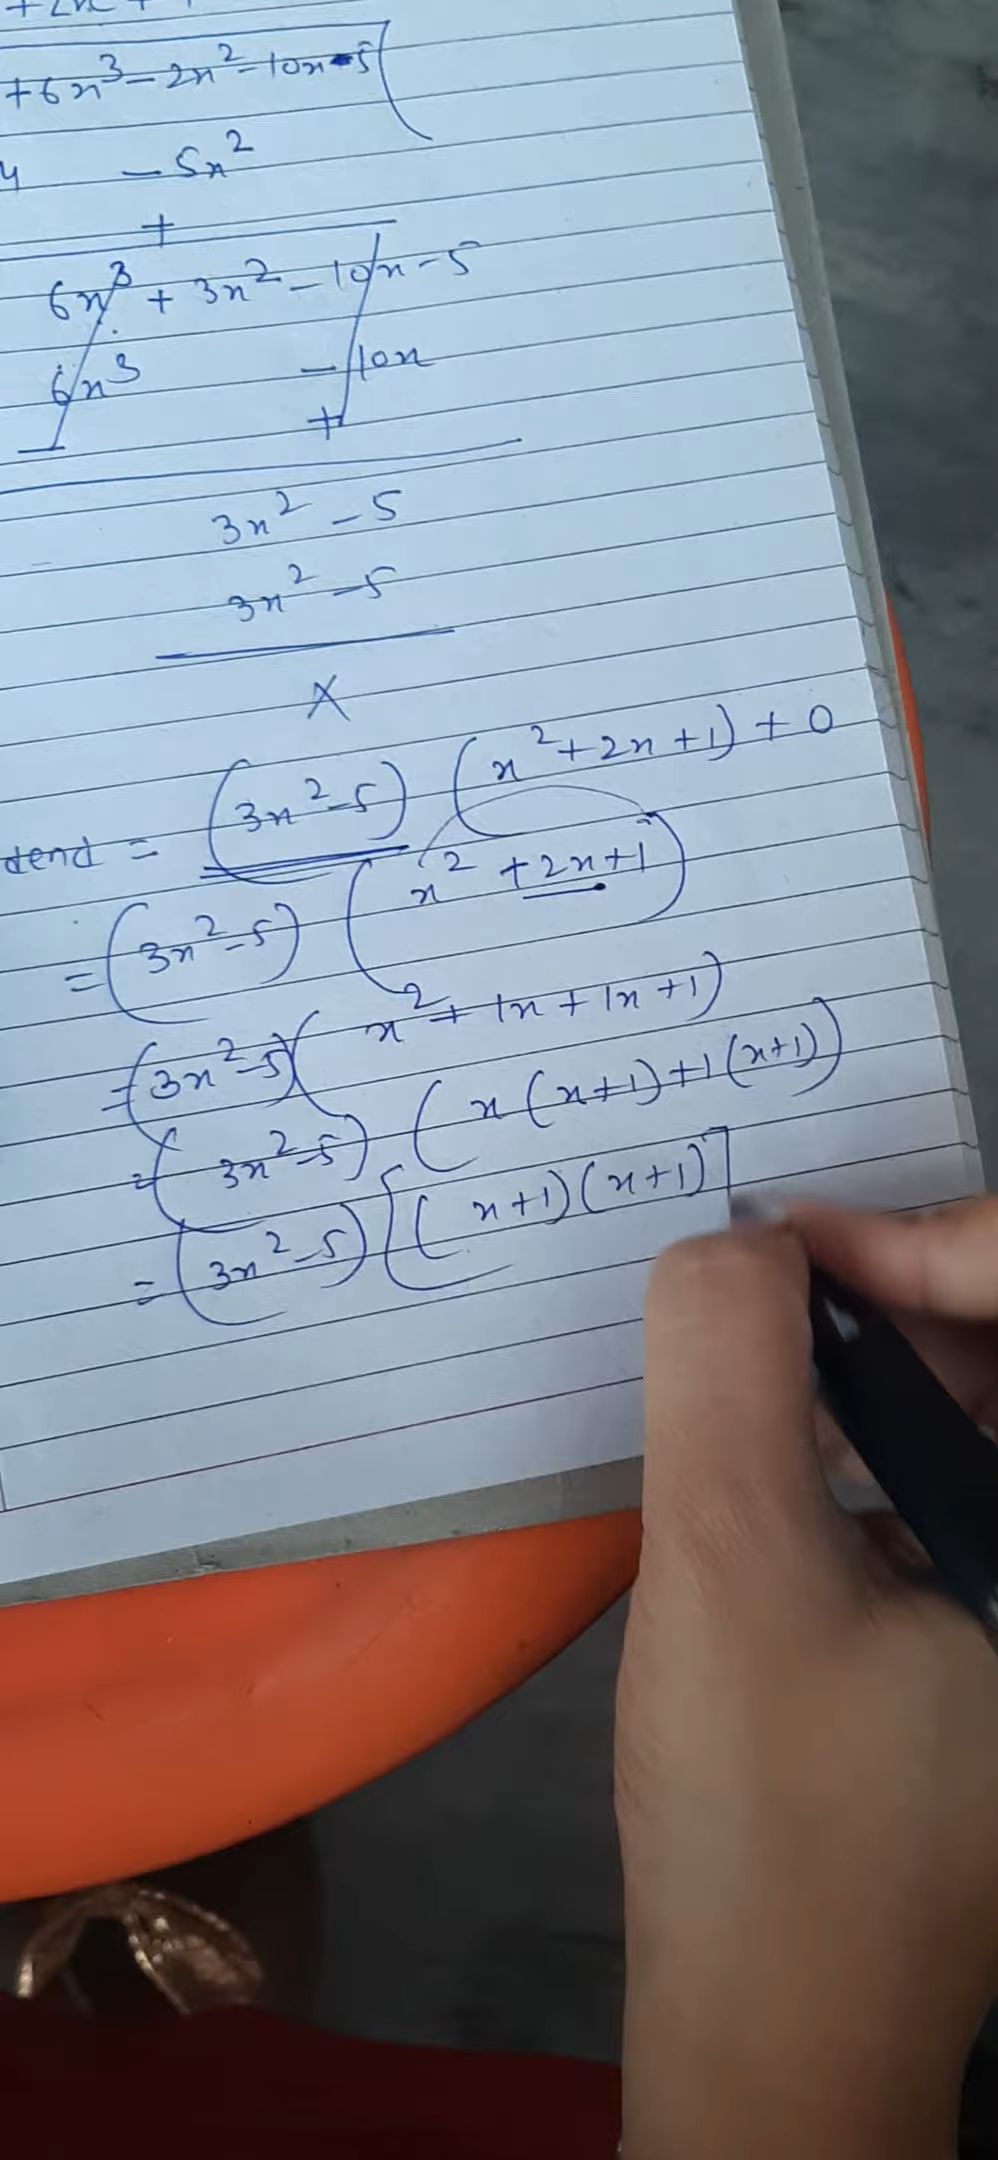 + 2x +
+6x³ - 2x² - 10x - 5
4 - 5x²
+
6x³ + 3x² - 10x - 5
6x³ - 10x
- +
3x² - 5
3x² - 5
X
dend = (3x² - 5) (x² + 2x + 1) + 0
= (3x² - 5) (x² + 2x + 1)
= (3x² - 5) (x² + 1x + 1x + 1)
= (3x² - 5) (x (x+1) + 1 (x+1))
= (3x² - 5) [(x+1) (x+1)]